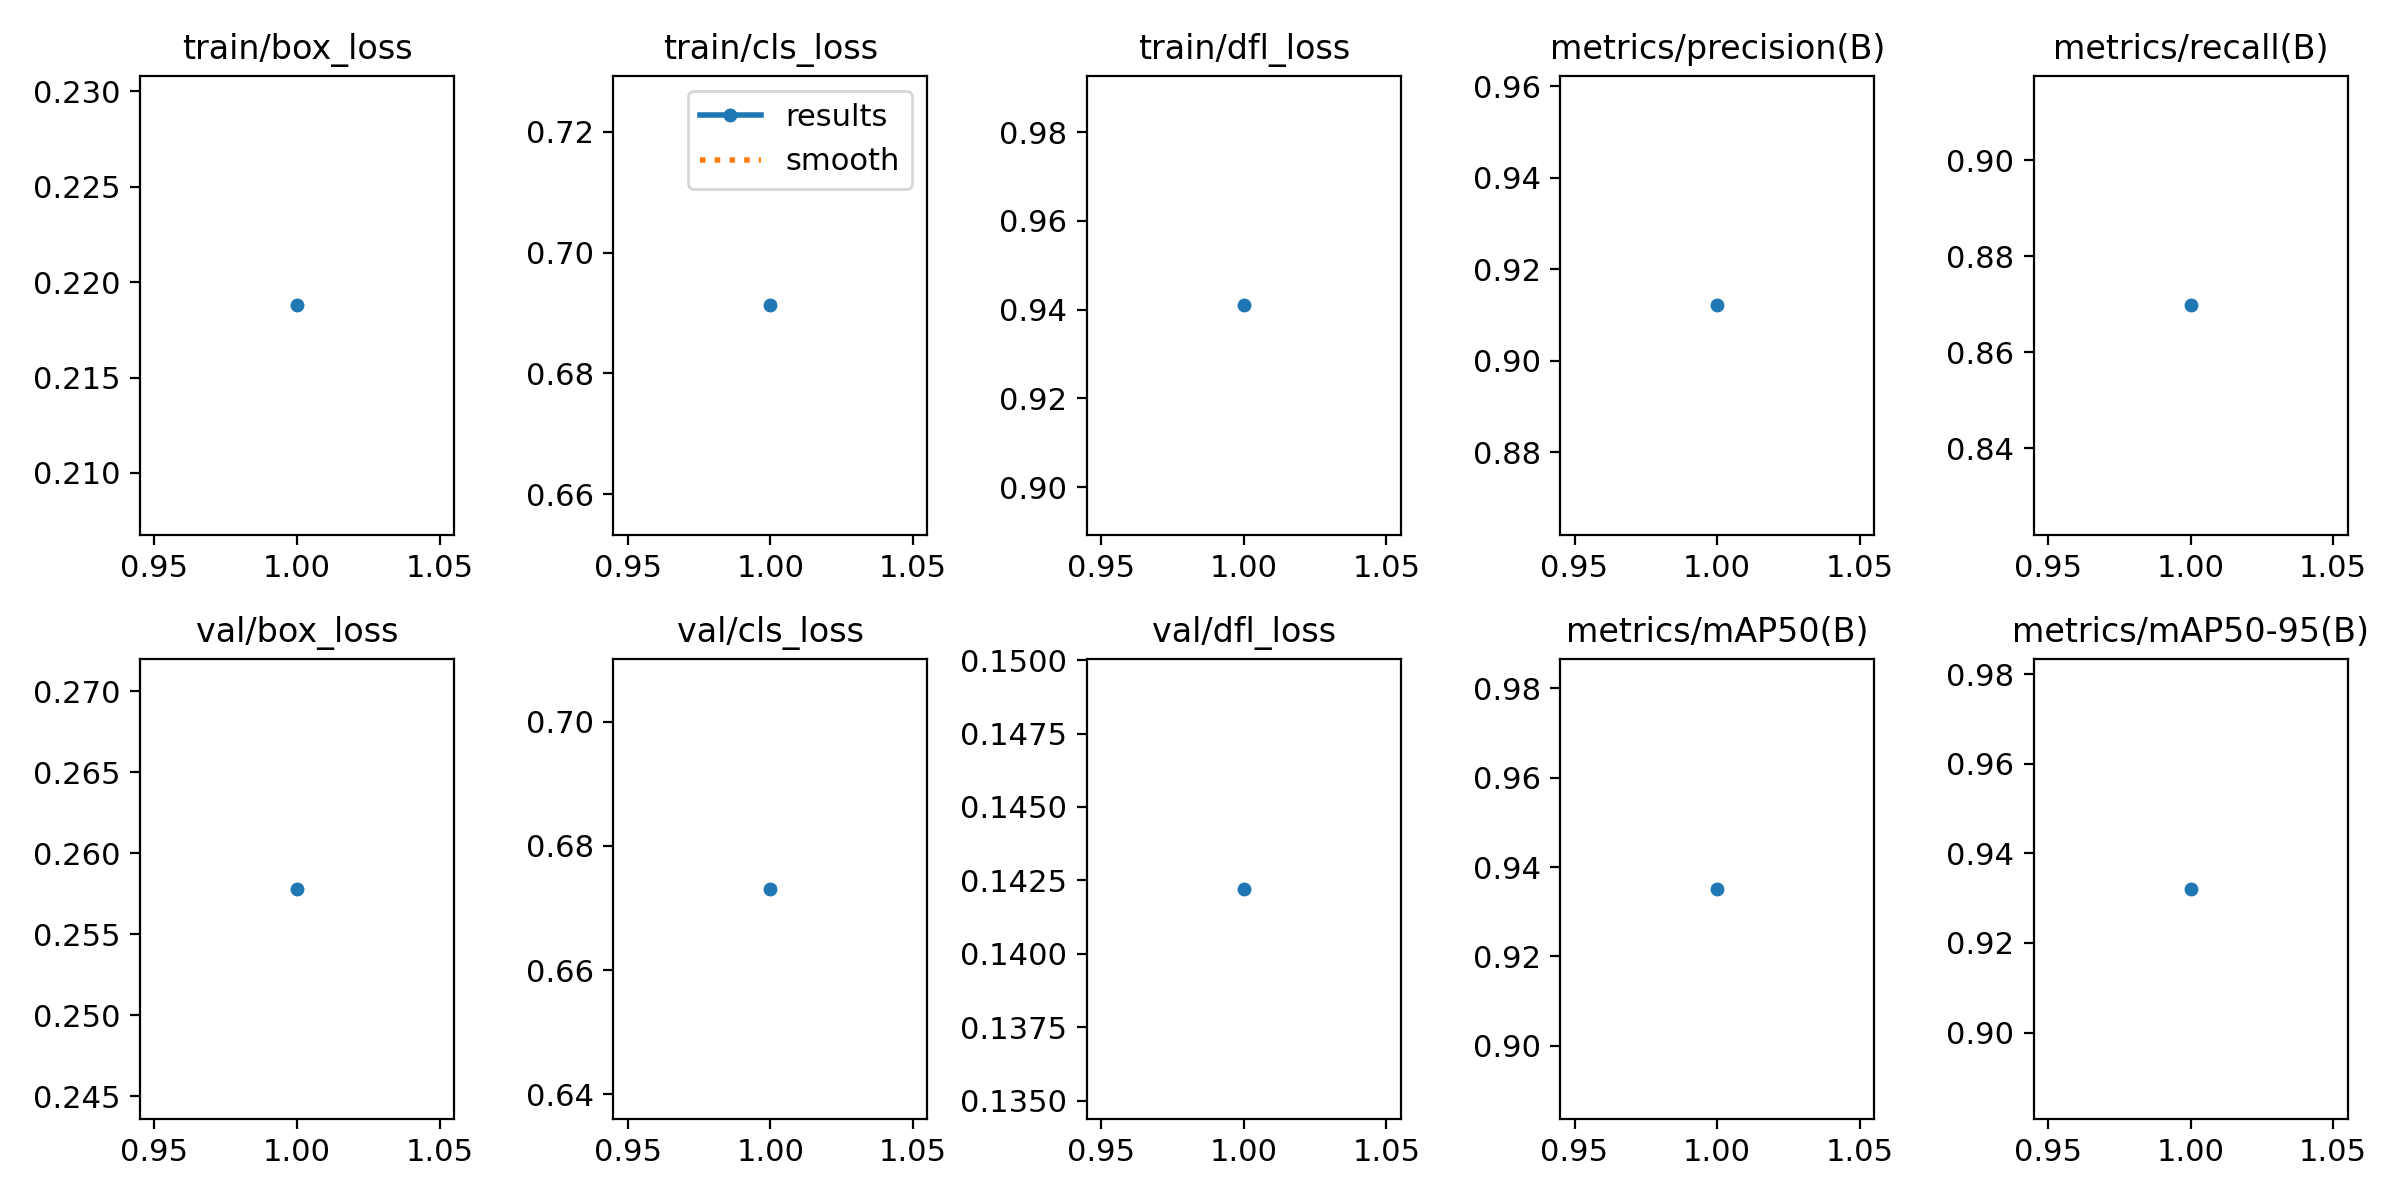 train/box_loss
0.230
0.225
0.220
0.215
0.210
0.95 1.00 1.05
train/cls_loss
results
smooth
0.72
0.70
0.68
0.66
0.95 1.00 1.05
train/dfl_loss
0.98
0.96
0.94
0.92
0.90
0.95 1.00 1.05
metrics/precision(B)
0.96
0.94
0.92
0.90
0.88
0.95 1.00 1.05
metrics/recall(B)
0.90
0.88
0.86
0.84
0.95 1.00 1.05
val/box_loss
0.270
0.265
0.260
0.255
0.250
0.245
0.95 1.00 1.05
val/cls_loss
0.70
0.68
0.66
0.64
0.95 1.00 1.05
val/dfl_loss
0.1500
0.1475
0.1450
0.1425
0.1400
0.1375
0.1350
0.95 1.00 1.05
metrics/mAP50(B)
0.98
0.96
0.94
0.92
0.90
0.95 1.00 1.05
metrics/mAP50-95(B)
0.98
0.96
0.94
0.92
0.90
0.95 1.00 1.05